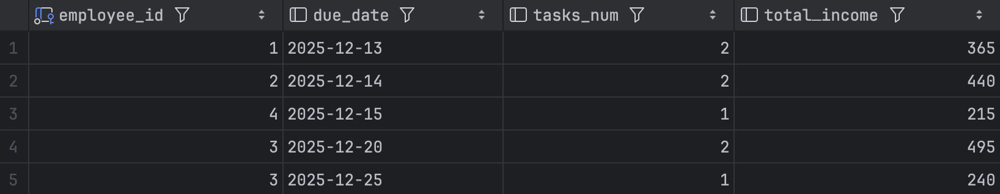 employee_id due_date tasks_num total_income
1 1 2025-12-13 2 365
2 2 2025-12-14 2 440
3 4 2025-12-15 1 215
4 3 2025-12-20 2 495
5 3 2025-12-25 1 240